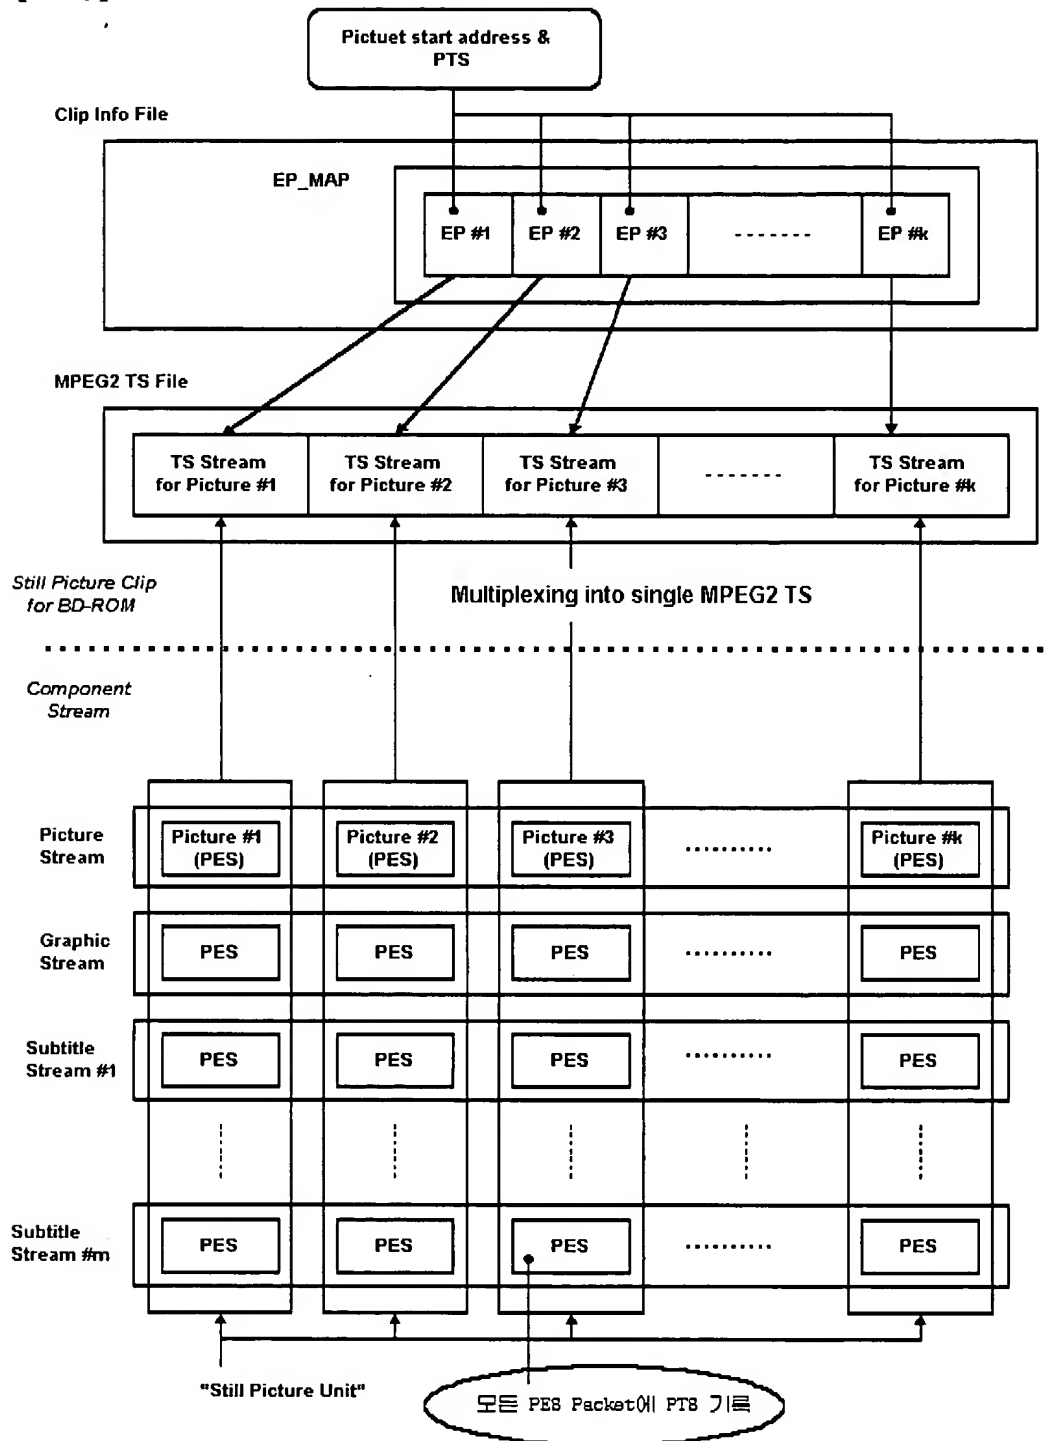 Pictuet start address &
PTS
Clip Info File
EP_MAP
EP #1 EP #2 EP #3 - - - - - - - EP #k
MPEG2 TS File
TS Stream for Picture #1
TS Stream for Picture #2
TS Stream for Picture #3
- - - - - - -
TS Stream for Picture #k
Still Picture Clip
for BD-ROM
Multiplexing into single MPEG2 TS
Component
Stream
Picture
Stream
Picture #1
(PES)
Picture #2
(PES)
Picture #3
(PES)
..........
Picture #k
(PES)
Graphic
Stream
PES PES PES .......... PES
Subtitle
Stream #1
PES PES PES .......... PES
Subtitle
Stream #m
PES PES PES .......... PES
"Still Picture Unit"
모든 PES Packet에 PTS 기록